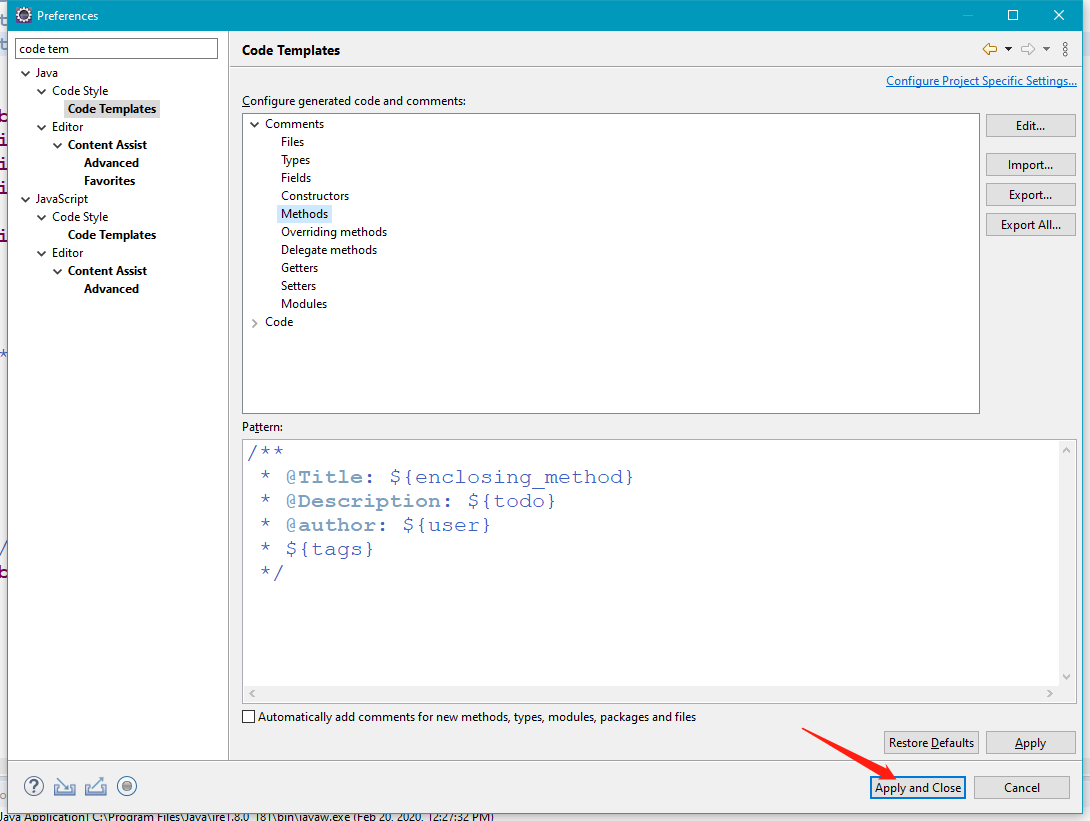 Preferences
code tem
Java
Code Style
Code Templates
Editor
Content Assist
Advanced
Favorites
JavaScript
Code Style
Code Templates
Editor
Content Assist
Advanced
Code Templates
Configure Project Specific Settings...
Configure generated code and comments:
Comments
Files
Types
Fields
Constructors
Methods
Overriding methods
Delegate methods
Getters
Setters
Modules
Code
Edit...
Import...
Export...
Export All...
Pattern:
/**
* @Title: ${enclosing_method}
* @Description: ${todo}
* @author: ${user}
* ${tags}
*/
Automatically add comments for new methods, types, modules, packages and files
Restore Defaults
Apply
Apply and Close
Cancel
Java Application] C:\Program Files\Java\jre1.8.0_181\bin\javaw.exe (Feb 20, 2020, 12:27:32 PM)